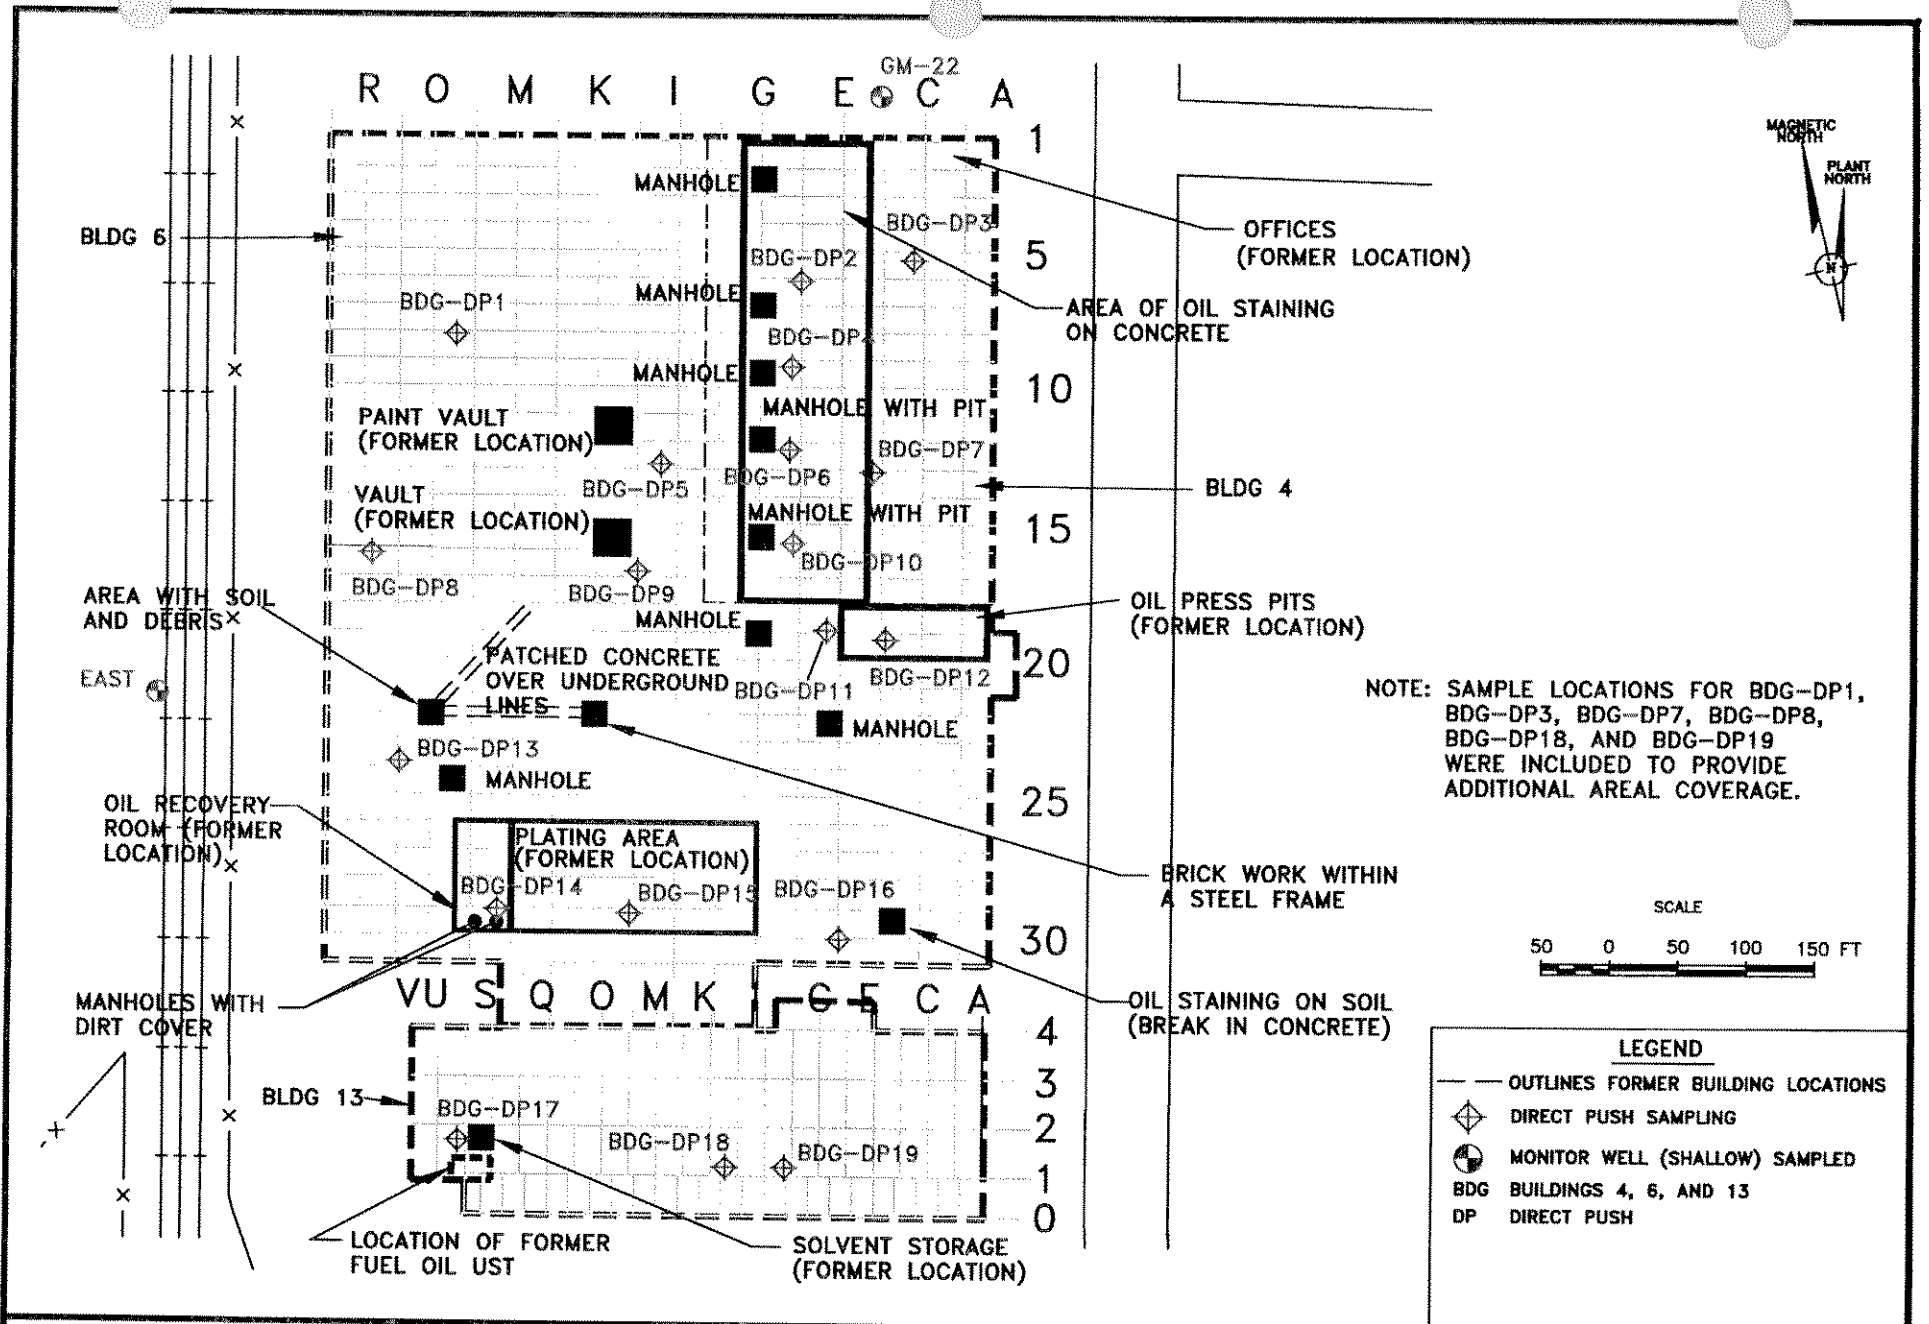 GM-22
R O M K I G E C A
1
MAGNETIC
NORTH
PLANT
NORTH
N
MANHOLE
BDG-DP3
OFFICES
(FORMER LOCATION)
BLDG 6
5
BDG-DP2
MANHOLE
BDG-DP1
AREA OF OIL STAINING
ON CONCRETE
BDG-DP4
MANHOLE
10
PAINT VAULT
(FORMER LOCATION)
MANHOLE WITH PIT
BDG-DP7
BDG-DP6
BDG-DP5
VAULT
(FORMER LOCATION)
BLDG 4
MANHOLE WITH PIT
15
BDG-DP10
BDG-DP8
BDG-DP9
AREA WITH SOIL
AND DEBRIS
MANHOLE
OIL PRESS PITS
(FORMER LOCATION)
20
PATCHED CONCRETE
OVER UNDERGROUND
LINES
EAST
BDG-DP11
BDG-DP12
NOTE: SAMPLE LOCATIONS FOR BDG-DP1,
BDG-DP3, BDG-DP7, BDG-DP8,
BDG-DP18, AND BDG-DP19
WERE INCLUDED TO PROVIDE
ADDITIONAL AREAL COVERAGE.
MANHOLE
BDG-DP13
MANHOLE
25
OIL RECOVERY
ROOM (FORMER
LOCATION)
PLATING AREA
(FORMER LOCATION)
BDG-DP14
BDG-DP15
BDG-DP16
BRICK WORK WITHIN
A STEEL FRAME
30
SCALE
50 0 50 100 150 FT
MANHOLES WITH
DIRT COVER
VU S Q O M K G E C A
OIL STAINING ON SOIL
(BREAK IN CONCRETE)
4
3
2
1
0
BLDG 13
BDG-DP17
BDG-DP18
BDG-DP19
LOCATION OF FORMER
FUEL OIL UST
SOLVENT STORAGE
(FORMER LOCATION)
LEGEND
OUTLINES FORMER BUILDING LOCATIONS
DIRECT PUSH SAMPLING
MONITOR WELL (SHALLOW) SAMPLED
BDG BUILDINGS 4, 6, AND 13
DP DIRECT PUSH